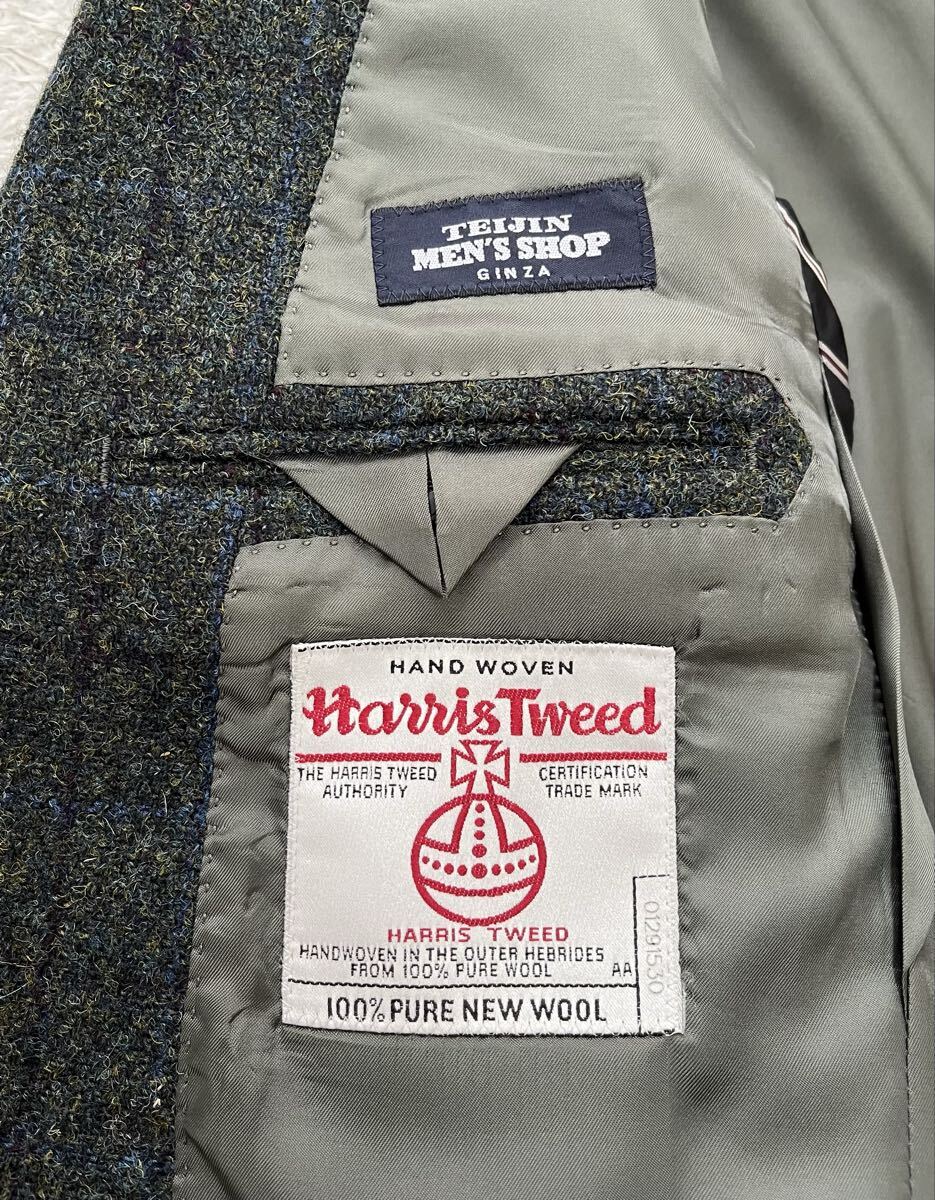 TEIJIN
MEN'S SHOP
GINZA
HAND WOVEN
Harris Tweed
THE HARRIS TWEED
AUTHORITY
CERTIFICATION
TRADE MARK
HARRIS TWEED
HANDWOVEN IN THE OUTER HEBRIDES
FROM 100% PURE WOOL
AA
01291530
100% PURE NEW WOOL